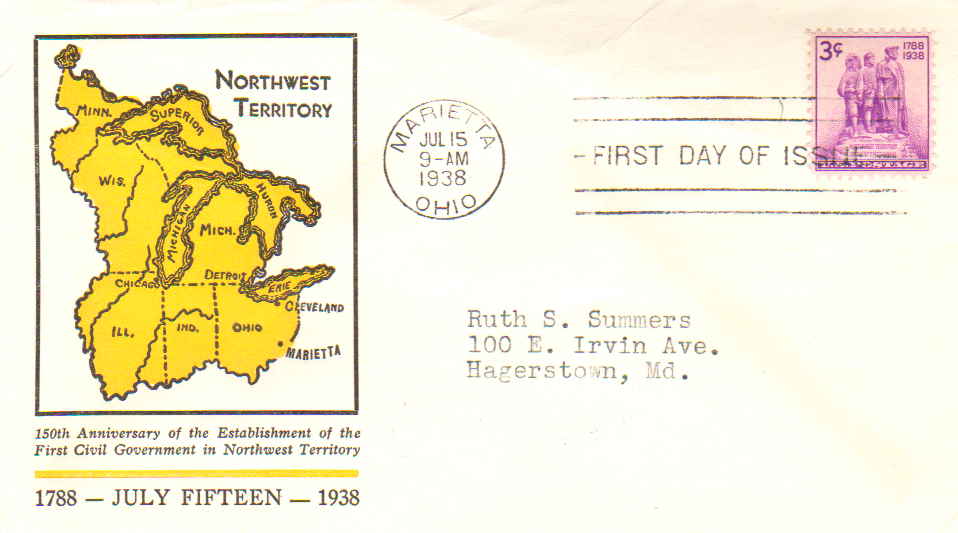 NORTHWEST
TERRITORY
MINN.
SUPERIOR
WIS.
MICHIGAN
HURON
MICH.
CHICAGO
DETROIT
ERIE
CLEVELAND
ILL.
IND.
OHIO
MARIETTA
150th Anniversary of the Establishment of the
First Civil Government in Northwest Territory
1788 — JULY FIFTEEN — 1938
MARIETTA
JUL 15
9-AM
1938
OHIO
FIRST DAY OF ISSUE
3¢
1788
1938
Ruth S. Summers
100 E. Irvin Ave.
Hagerstown, Md.